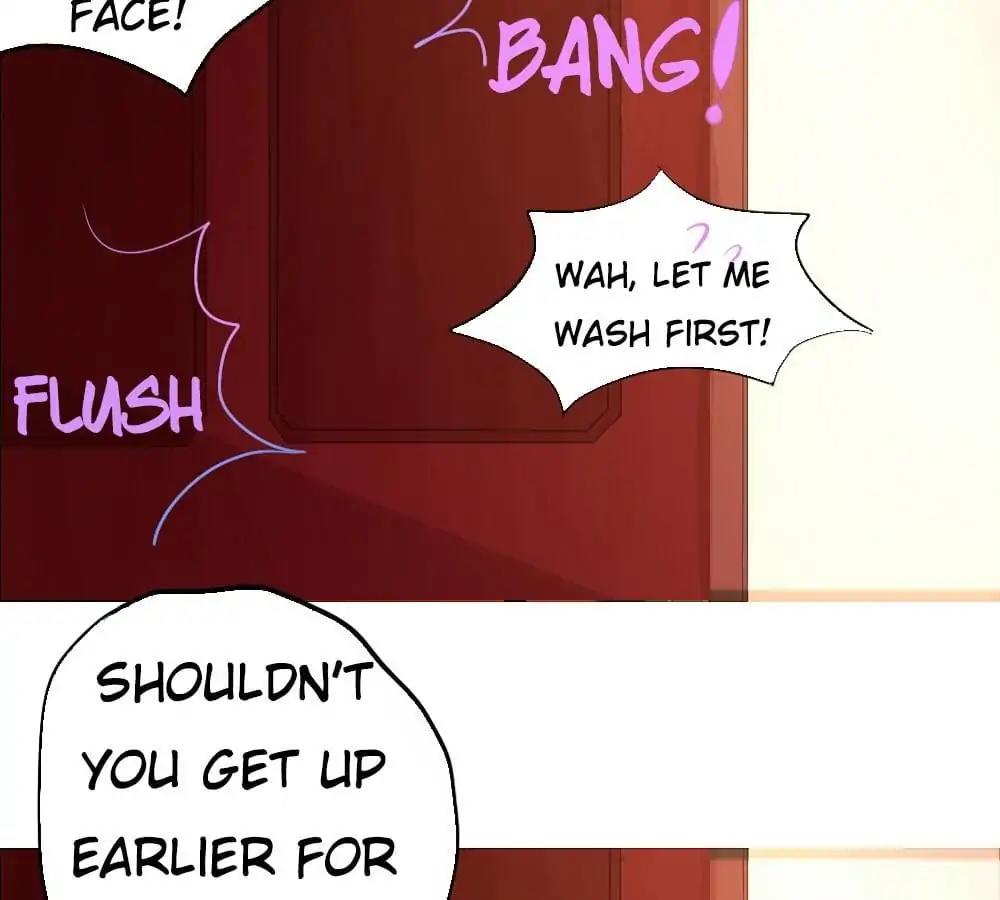 FACE!
BANG!
WAH, LET ME
WASH FIRST!
FLUSH
SHOULDN'T
YOU GET UP
EARLIER FOR